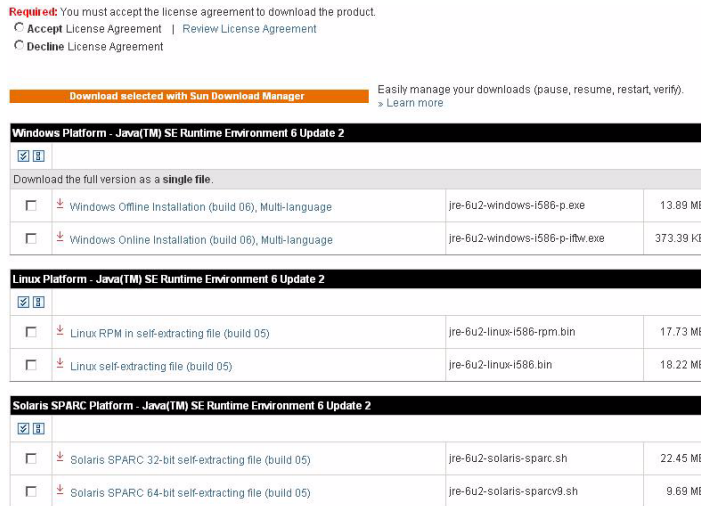 Required: You must accept the license agreement to download the product.
Accept License Agreement | Review License Agreement
Decline License Agreement
Download selected with Sun Download Manager
Easily manage your downloads (pause, resume, restart, verify).
» Learn more
Windows Platform - Java(TM) SE Runtime Environment 6 Update 2
Download the full version as a single file.
Windows Offline Installation (build 06), Multi-language jre-6u2-windows-i586-p.exe 13.89 MB
Windows Online Installation (build 06), Multi-language jre-6u2-windows-i586-p-iftw.exe 373.39 KB
Linux Platform - Java(TM) SE Runtime Environment 6 Update 2
Linux RPM in self-extracting file (build 05) jre-6u2-linux-i586-rpm.bin 17.73 MB
Linux self-extracting file (build 05) jre-6u2-linux-i586.bin 18.22 MB
Solaris SPARC Platform - Java(TM) SE Runtime Environment 6 Update 2
Solaris SPARC 32-bit self-extracting file (build 05) jre-6u2-solaris-sparc.sh 22.45 MB
Solaris SPARC 64-bit self-extracting file (build 05) jre-6u2-solaris-sparcv9.sh 9.69 MB